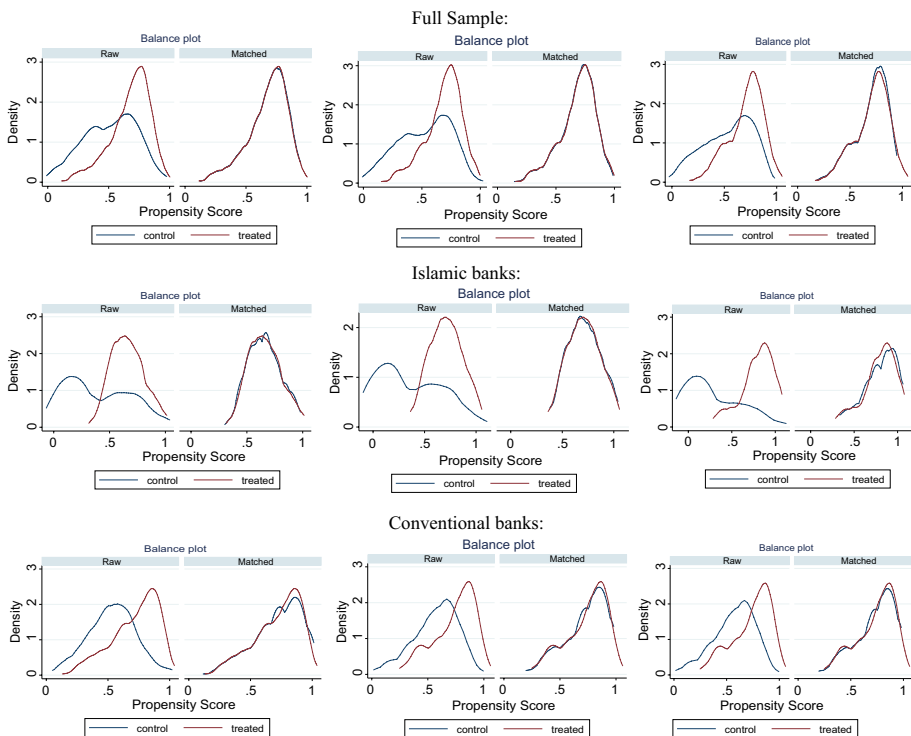 Full Sample:
Balance plot
Raw Matched
Density
0 1 2 3
0 .5 1 0 .5 1
Propensity Score
control treated
Balance plot
Raw Matched
Density
0 1 2 3
0 .5 1 0 .5 1
Propensity Score
control treated
Balance plot
Raw Matched
Density
0 1 2 3
0 .5 1 0 .5 1
Propensity Score
control treated
Islamic banks:
Balance plot
Raw Matched
Density
0 1 2 3
0 .5 1 0 .5 1
Propensity Score
control treated
Balance plot
Raw Matched
Density
0 1 2
0 .5 1 0 .5 1
Propensity Score
control treated
Balance plot
Raw Matched
Density
0 1 2 3
0 .5 1 0 .5 1
Propensity Score
control treated
Conventional banks:
Balance plot
Raw Matched
Density
0 1 2 3
0 .5 1 0 .5 1
Propensity Score
control treated
Balance plot
Raw Matched
Density
0 1 2 3
0 .5 1 0 .5 1
Propensity Score
control treated
Balance plot
Raw Matched
Density
0 1 2 3
0 .5 1 0 .5 1
Propensity Score
control treated